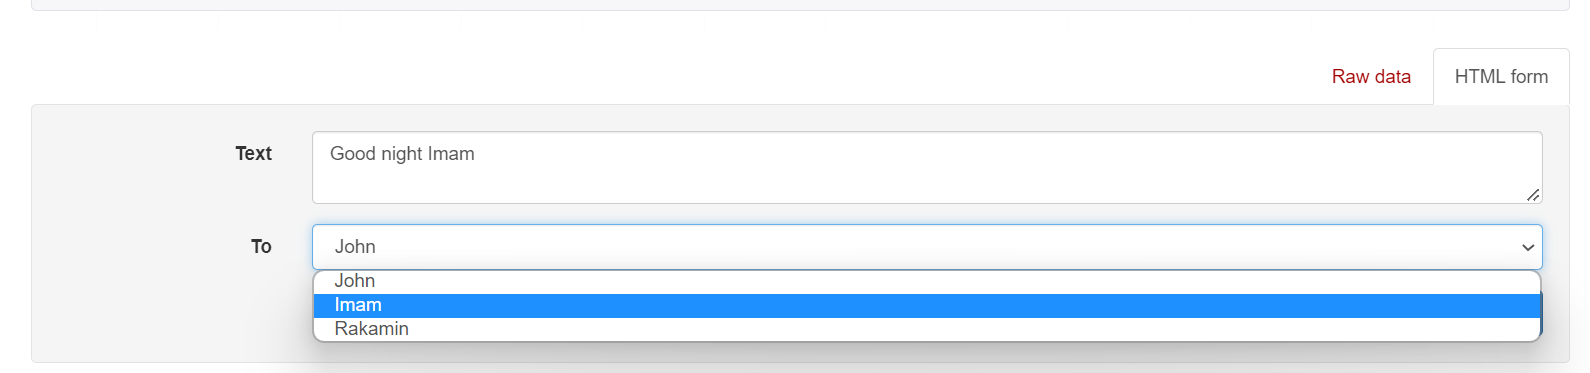 Raw data HTML form
Text Good night Imam
To John
John
Imam
Rakamin